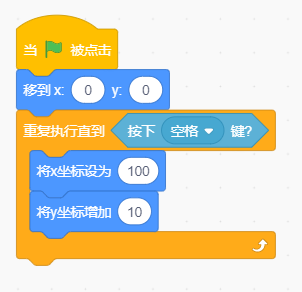 当 被点击
移到 x: 0 y: 0
重复执行直到 按下 空格 键?
将x坐标设为 100
将y坐标增加 10